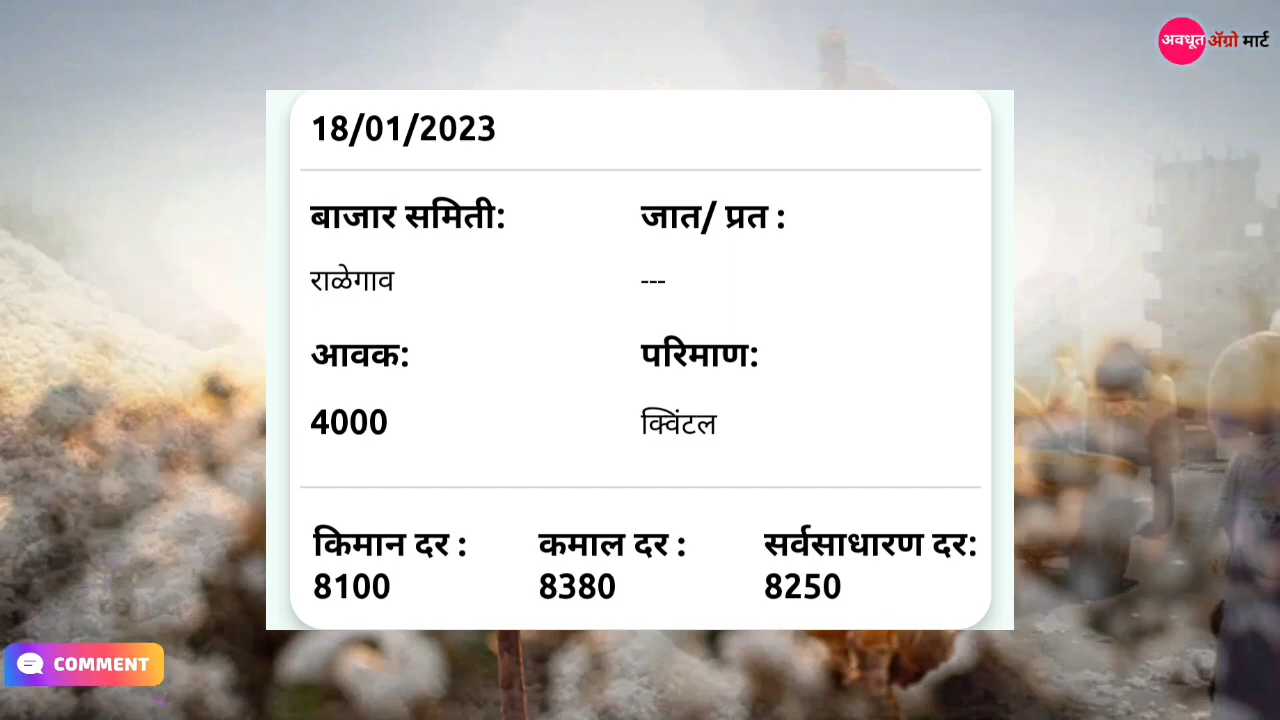 अवधूत ॲग्रो मार्ट
18/01/2023
बाजार समिती: जात/ प्रत :
राळेगाव ---
आवक: परिमाण:
4000 क्विंटल
किमान दर : कमाल दर : सर्वसाधारण दर:
8100 8380 8250
COMMENT